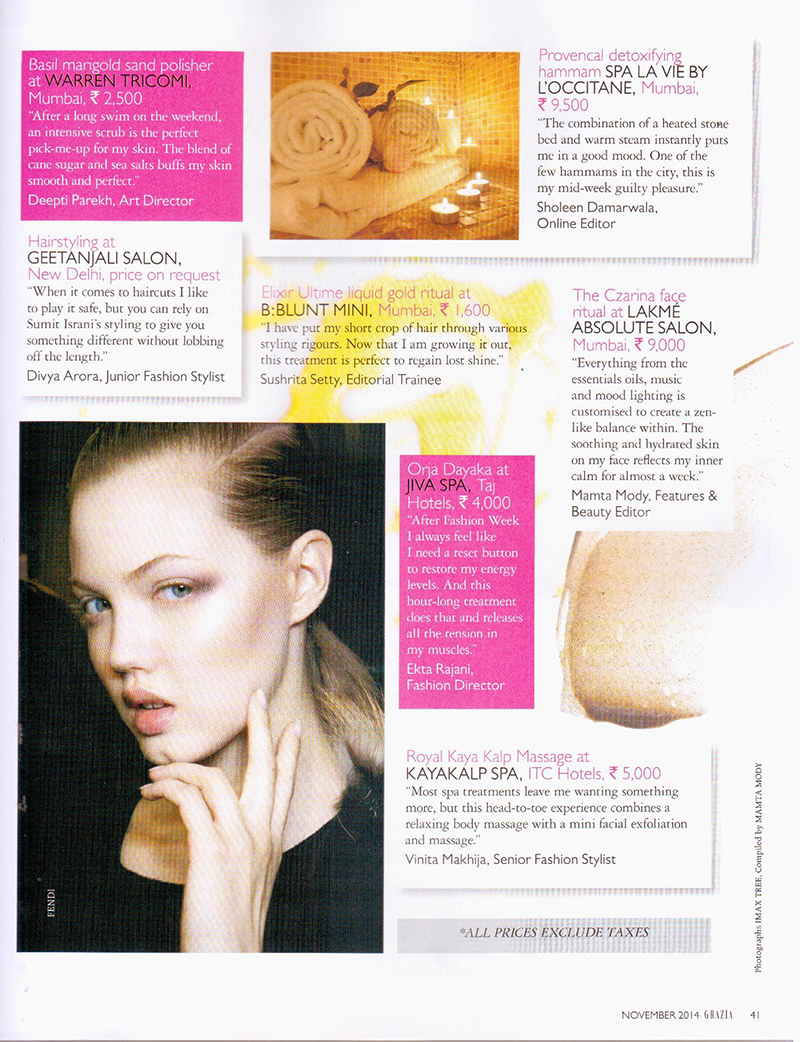 Basil marigold sand polisher
at WARREN TRICOMI,
Mumbai, ₹ 2,500
“After a long swim on the weekend,
an intensive scrub is the perfect
pick-me-up for my skin. The blend of
cane sugar and sea salts buffs my skin
smooth and perfect.”
Deepti Parekh, Art Director
Provencal detoxifying
hammam SPA LA VIE BY
L’OCCITANE, Mumbai,
₹ 9,500
“The combination of a heated stone
bed and warm steam instantly puts
me in a good mood. One of the
few hammams in the city, this is
my mid-week guilty pleasure.”
Sholeen Damarwala,
Online Editor
Hairstyling at
GEETANJALI SALON,
New Delhi, price on request
“When it comes to haircuts I like
to play it safe, but you can rely on
Sumit Israni’s styling to give you
something different without lobbing
off the length.”
Divya Arora, Junior Fashion Stylist
Elixir Ultime liquid gold ritual at
B:BLUNT MINI, Mumbai, ₹ 1,600
“I have put my short crop of hair through various
styling rigours. Now that I am growing it out,
this treatment is perfect to regain lost shine.”
Sushrita Setty, Editorial Trainee
The Czarina face
ritual at LAKMÉ
ABSOLUTE SALON,
Mumbai, ₹ 9,000
“Everything from the
essentials oils, music
and mood lighting is
customised to create a zen-
like balance within. The
soothing and hydrated skin
on my face reflects my inner
calm for almost a week.”
Mamta Mody, Features &
Beauty Editor
Orja Dayaka at
JIVA SPA, Taj
Hotels, ₹ 4,000
“After Fashion Week
I always feel like
I need a reset button
to restore my energy
levels. And this
hour-long treatment
does that and releases
all the tension in
my muscles.”
Ekta Rajani,
Fashion Director
Royal Kaya Kalp Massage at
KAYAKALP SPA, ITC Hotels, ₹ 5,000
“Most spa treatments leave me wanting something
more, but this head-to-toe experience combines a
relaxing body massage with a mini facial exfoliation
and massage.”
Vinita Makhija, Senior Fashion Stylist
FENDI
*ALL PRICES EXCLUDE TAXES
Photographs IMAX TREE. Compiled by MAMTA MODY
NOVEMBER 2014 GRAZIA 41